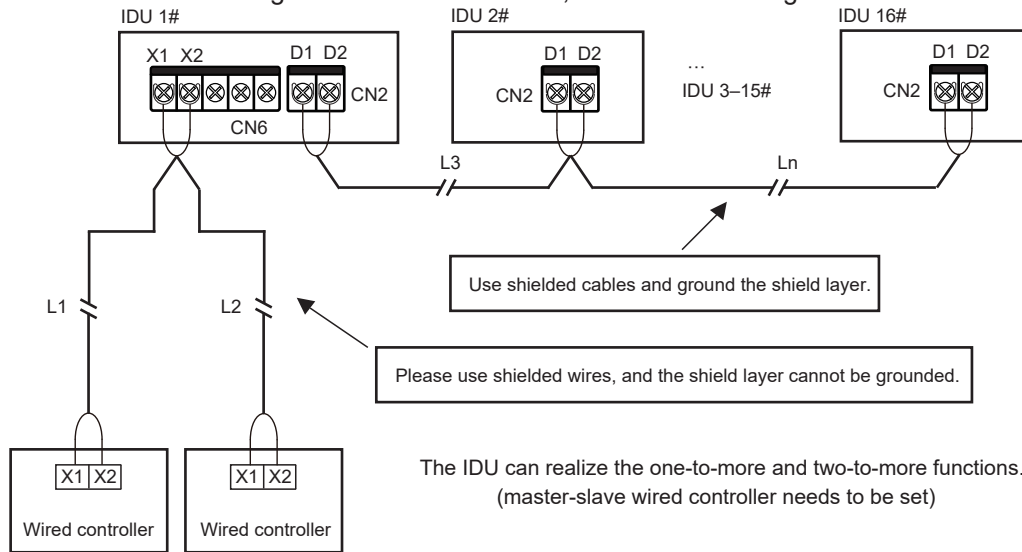 IDU 1#
IDU 2#
IDU 16#
X1 X2
D1 D2
CN2
CN6
D1 D2
CN2
...
IDU 3–15#
D1 D2
CN2
L3
Ln
Use shielded cables and ground the shield layer.
L1
L2
Please use shielded wires, and the shield layer cannot be grounded.
X1 X2
Wired controller
X1 X2
Wired controller
The IDU can realize the one-to-more and two-to-more functions.
(master-slave wired controller needs to be set)